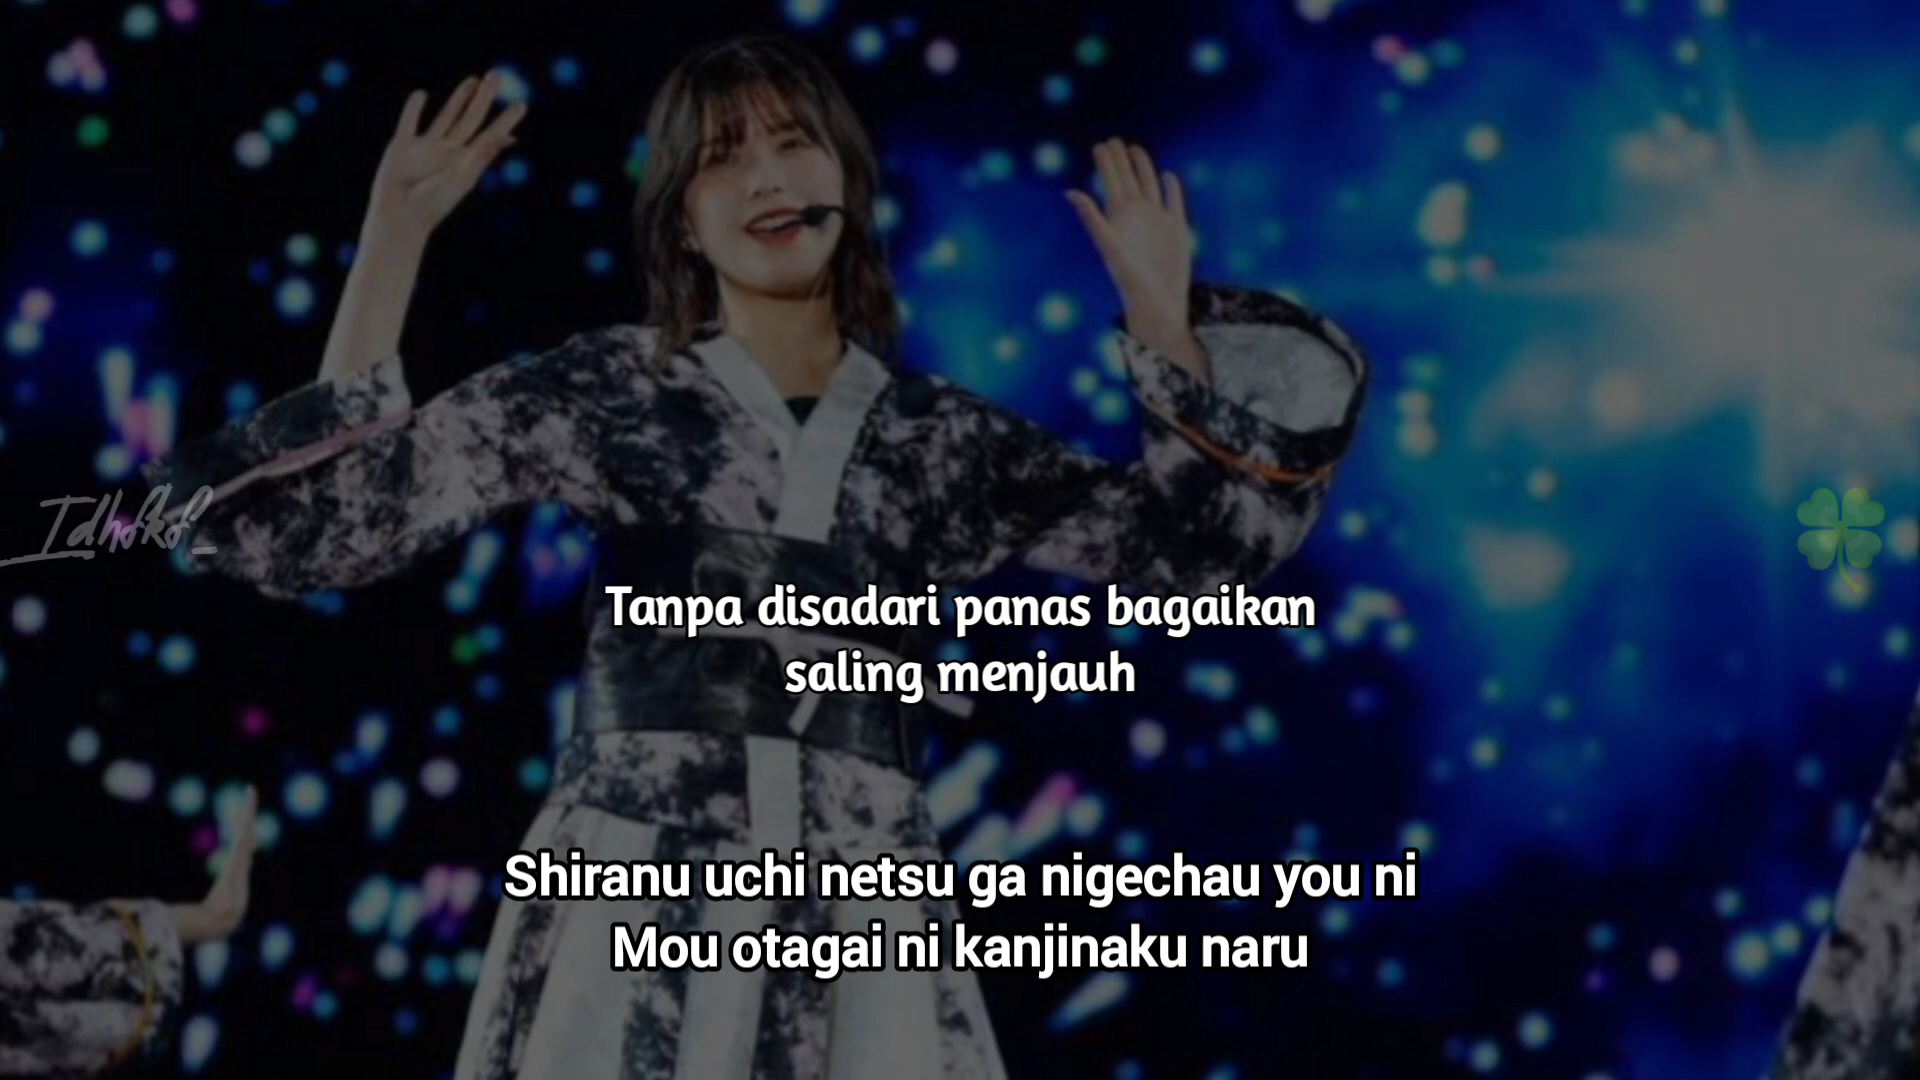 Tanpa disadari panas bagaikan
saling menjauh
Shiranu uchi netsu ga nigechau you ni
Mou otagai ni kanjinaku naru